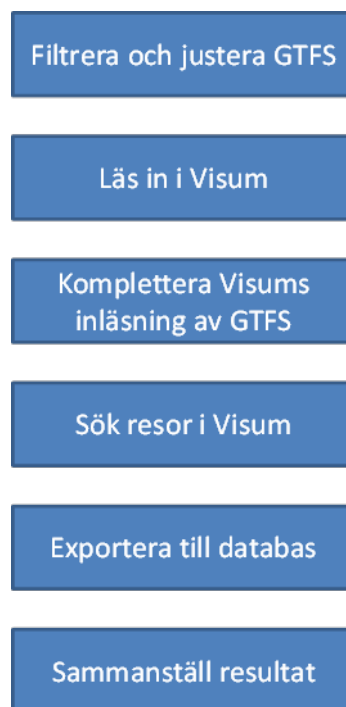 Filtrera och justera GTFS
Läs in i Visum
Komplettera Visums
inläsning av GTFS
Sök resor i Visum
Exportera till databas
Sammanställ resultat